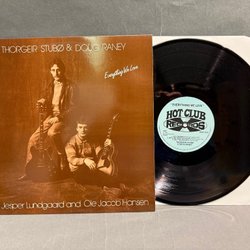 THORGEIR STUBØ & DOUG RANEY
Everything We Love
Jesper Lundgaard and Ole Jacob Hansen
"EVERYTHING WE LOVE"
HOT CLUB
RECORDS